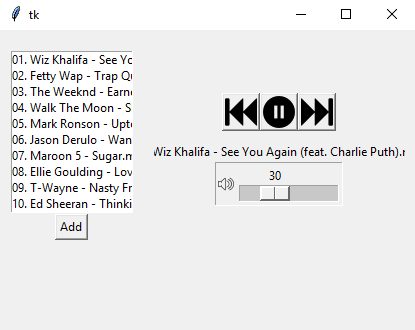 tk
01. Wiz Khalifa - See Yo
02. Fetty Wap - Trap Qu
03. The Weeknd - Earne
04. Walk The Moon - S
05. Mark Ronson - Upto
06. Jason Derulo - Wan
07. Maroon 5 - Sugar.m
08. Ellie Goulding - Lov
09. T-Wayne - Nasty Fr
10. Ed Sheeran - Thinki
Add
Wiz Khalifa - See You Again (feat. Charlie Puth).r
30